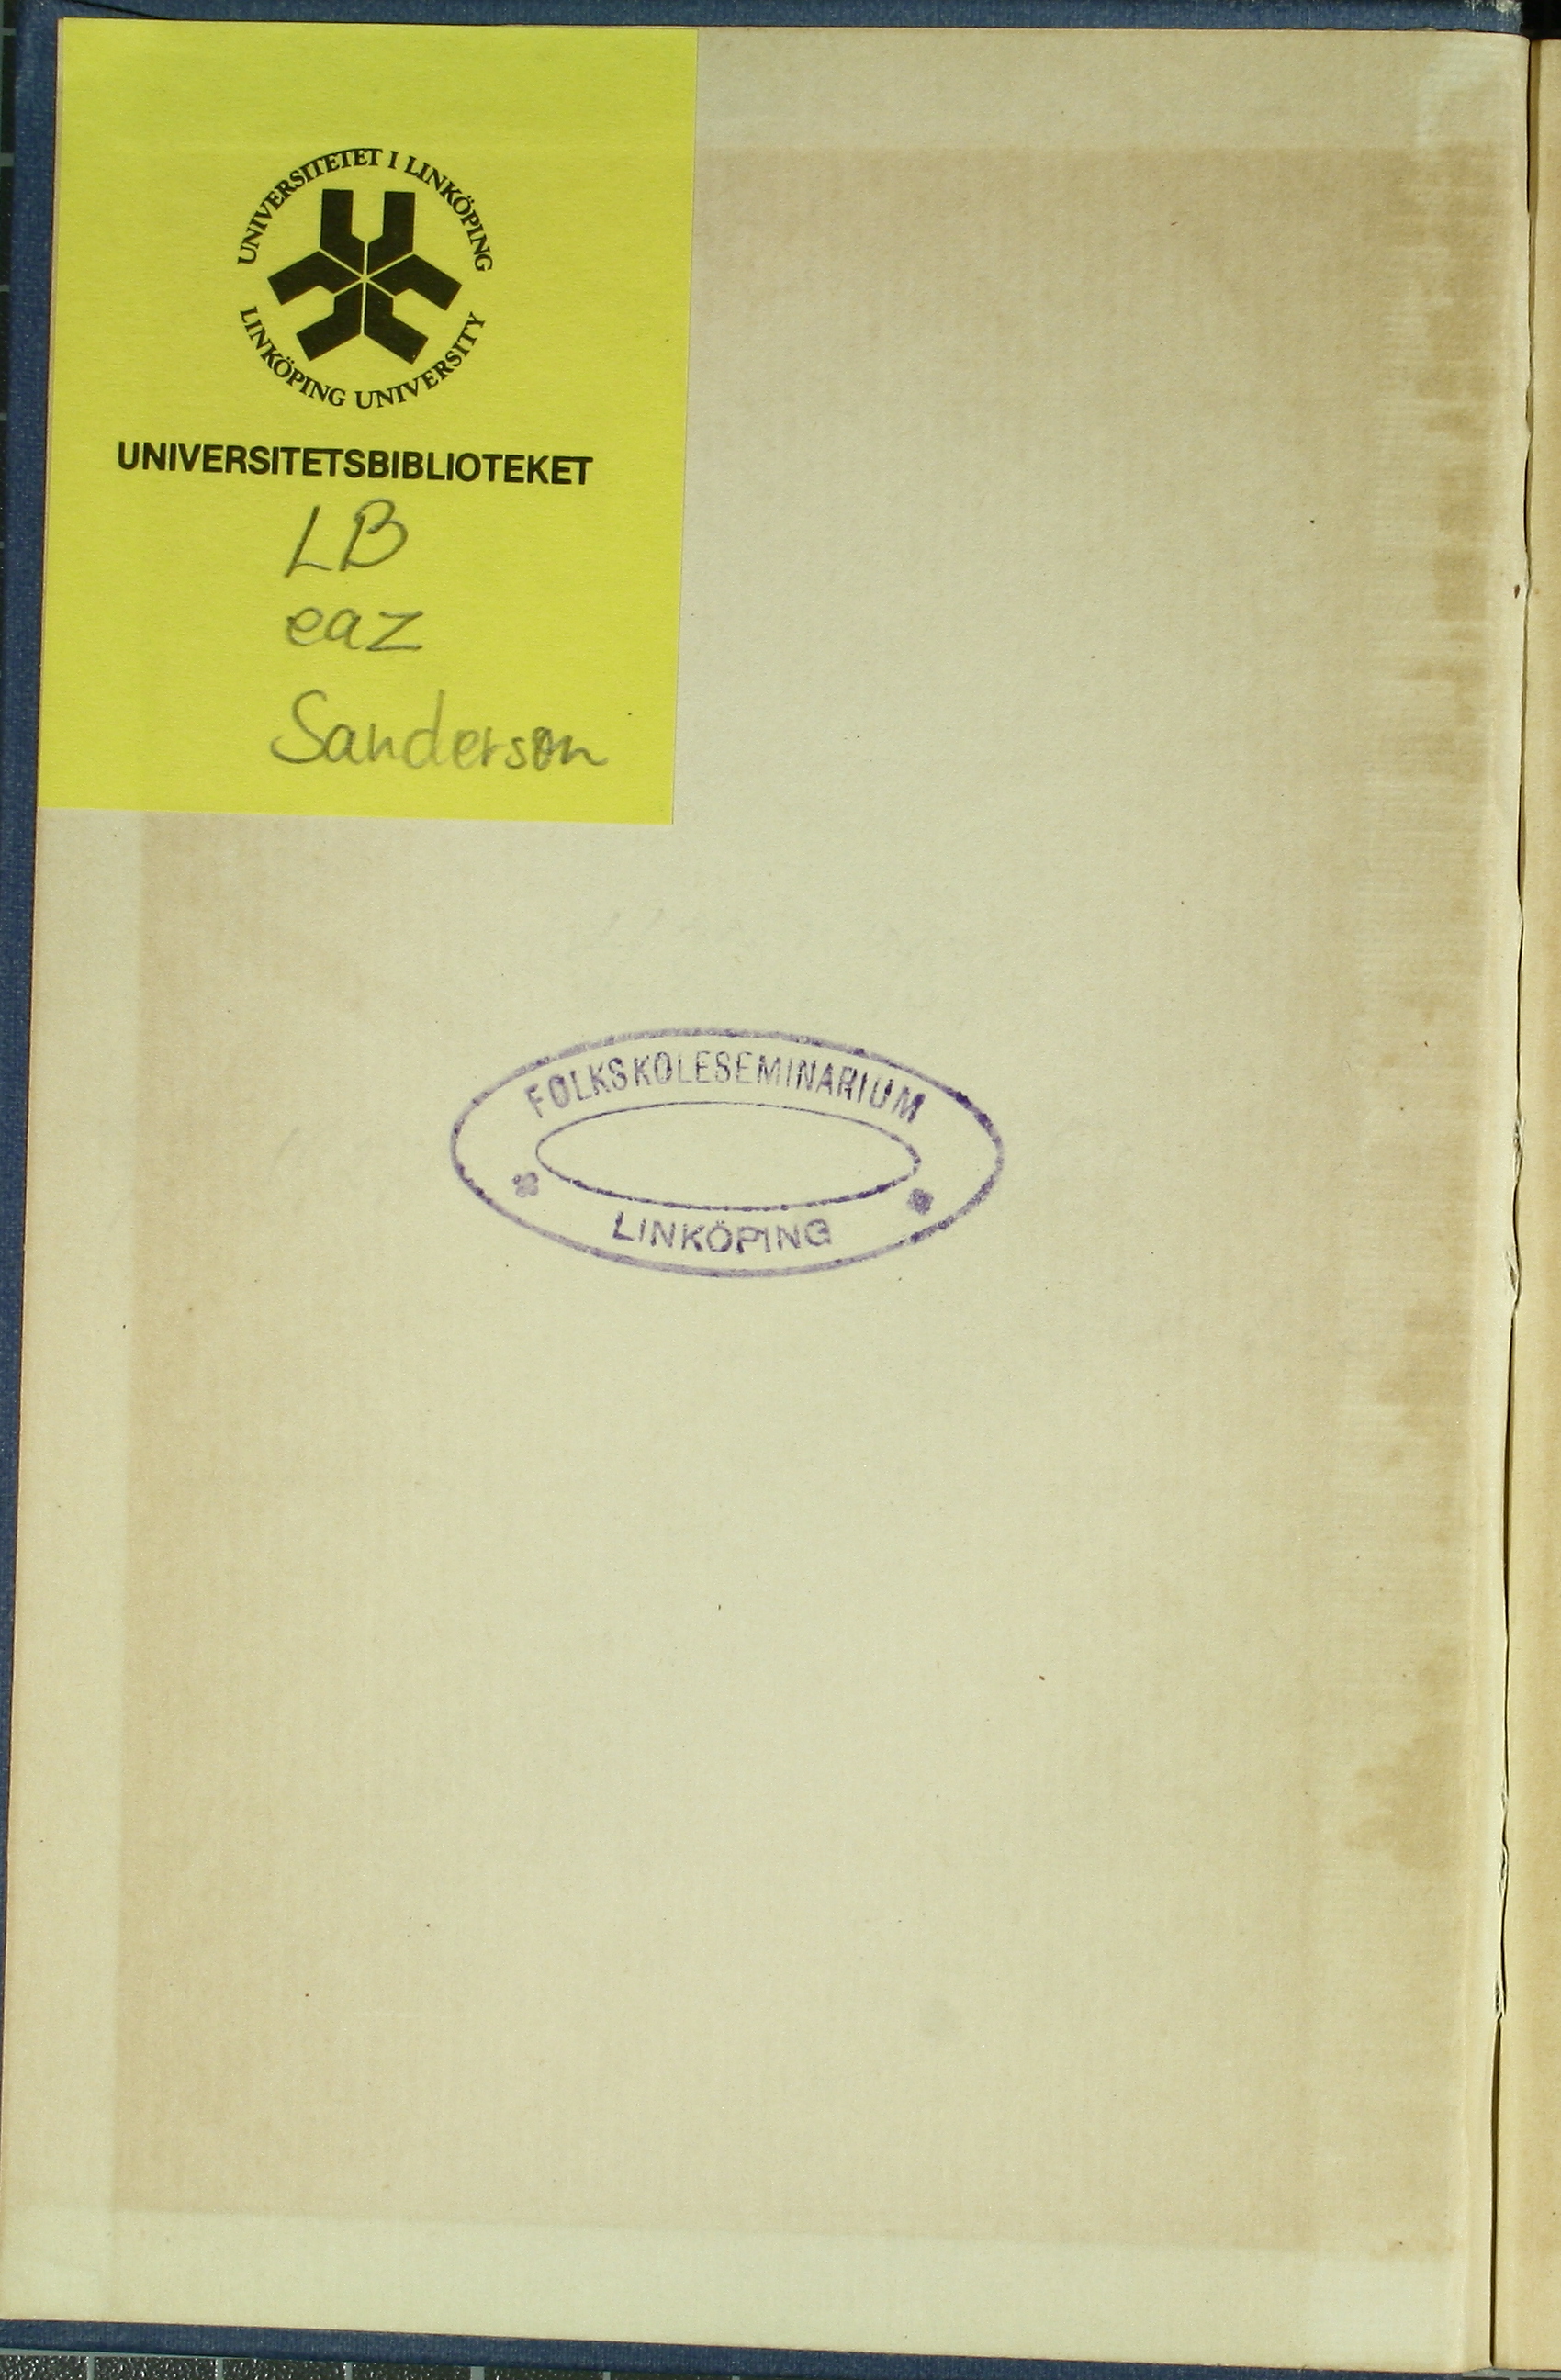 UNIVERSITETET I LINKÖPING
LINKÖPING UNIVERSITY
UNIVERSITETSBIBLIOTEKET
LB
eaz
Sanderson
FOLKSKOLESEMINARIUM
LINKÖPING